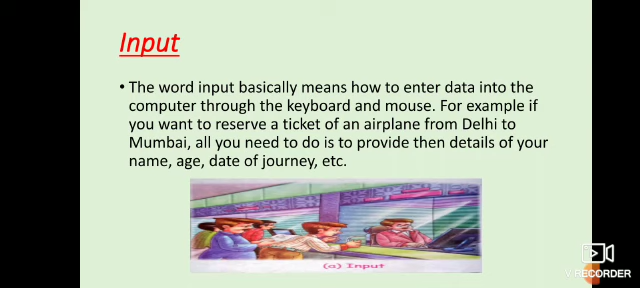 Input
• The word input basically means how to enter data into the
computer through the keyboard and mouse. For example if
you want to reserve a ticket of an airplane from Delhi to
Mumbai, all you need to do is to provide then details of your
name, age, date of journey, etc.
(a) Input
V.RECORDER